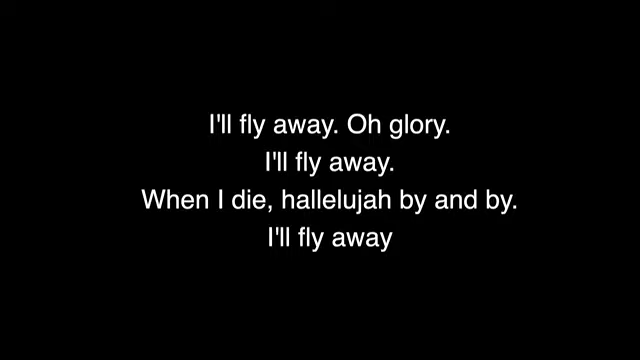 I'll fly away. Oh glory.
I'll fly away.
When I die, hallelujah by and by.
I'll fly away